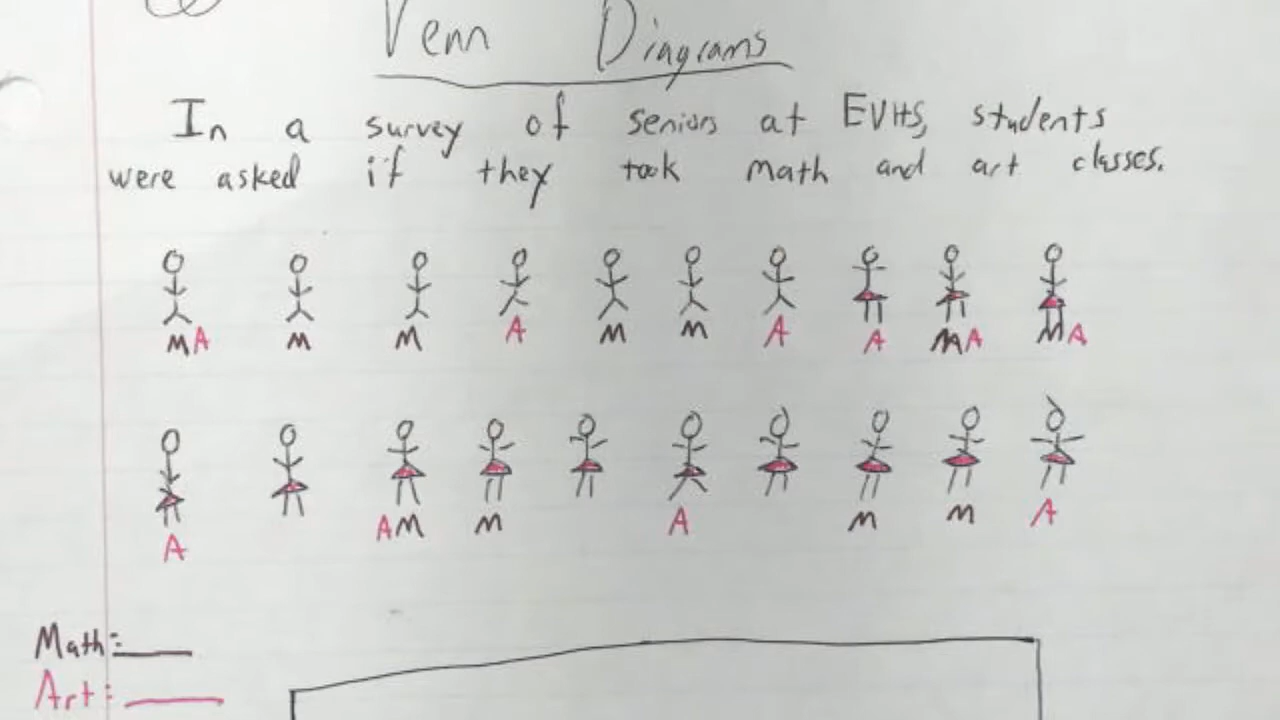 Venn Diagrams
In a survey of seniors at EVHS, students
were asked if they took math and art classes.
MA M M A M M A A MA MA
A AM M A M M A
Math:
Art: